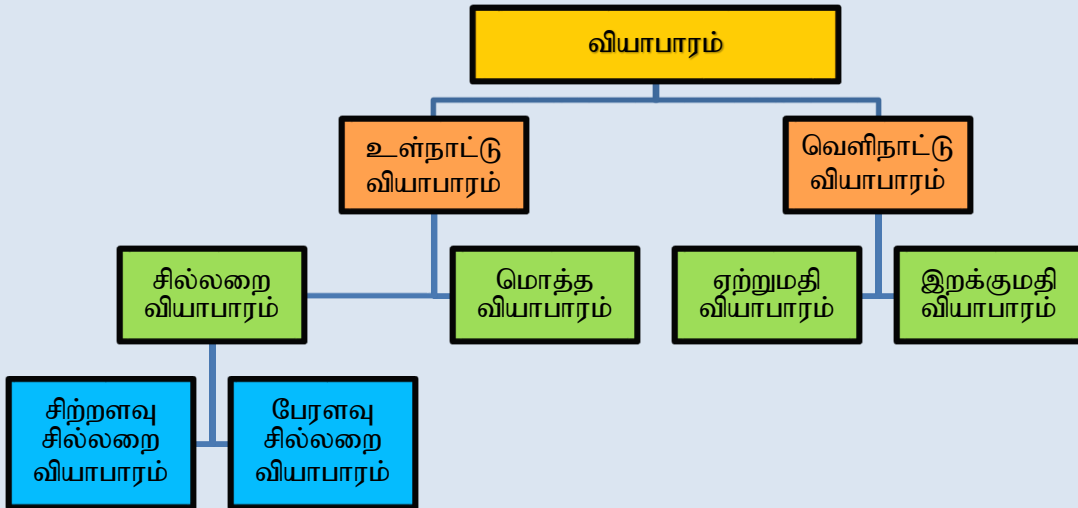 வியாபாரம்
உள்நாட்டு
வியாபாரம்
வெளிநாட்டு
வியாபாரம்
சில்லறை
வியாபாரம்
மொத்த
வியாபாரம்
ஏற்றுமதி
வியாபாரம்
இறக்குமதி
வியாபாரம்
சிற்றளவு
சில்லறை
வியாபாரம்
பேரளவு
சில்லறை
வியாபாரம்